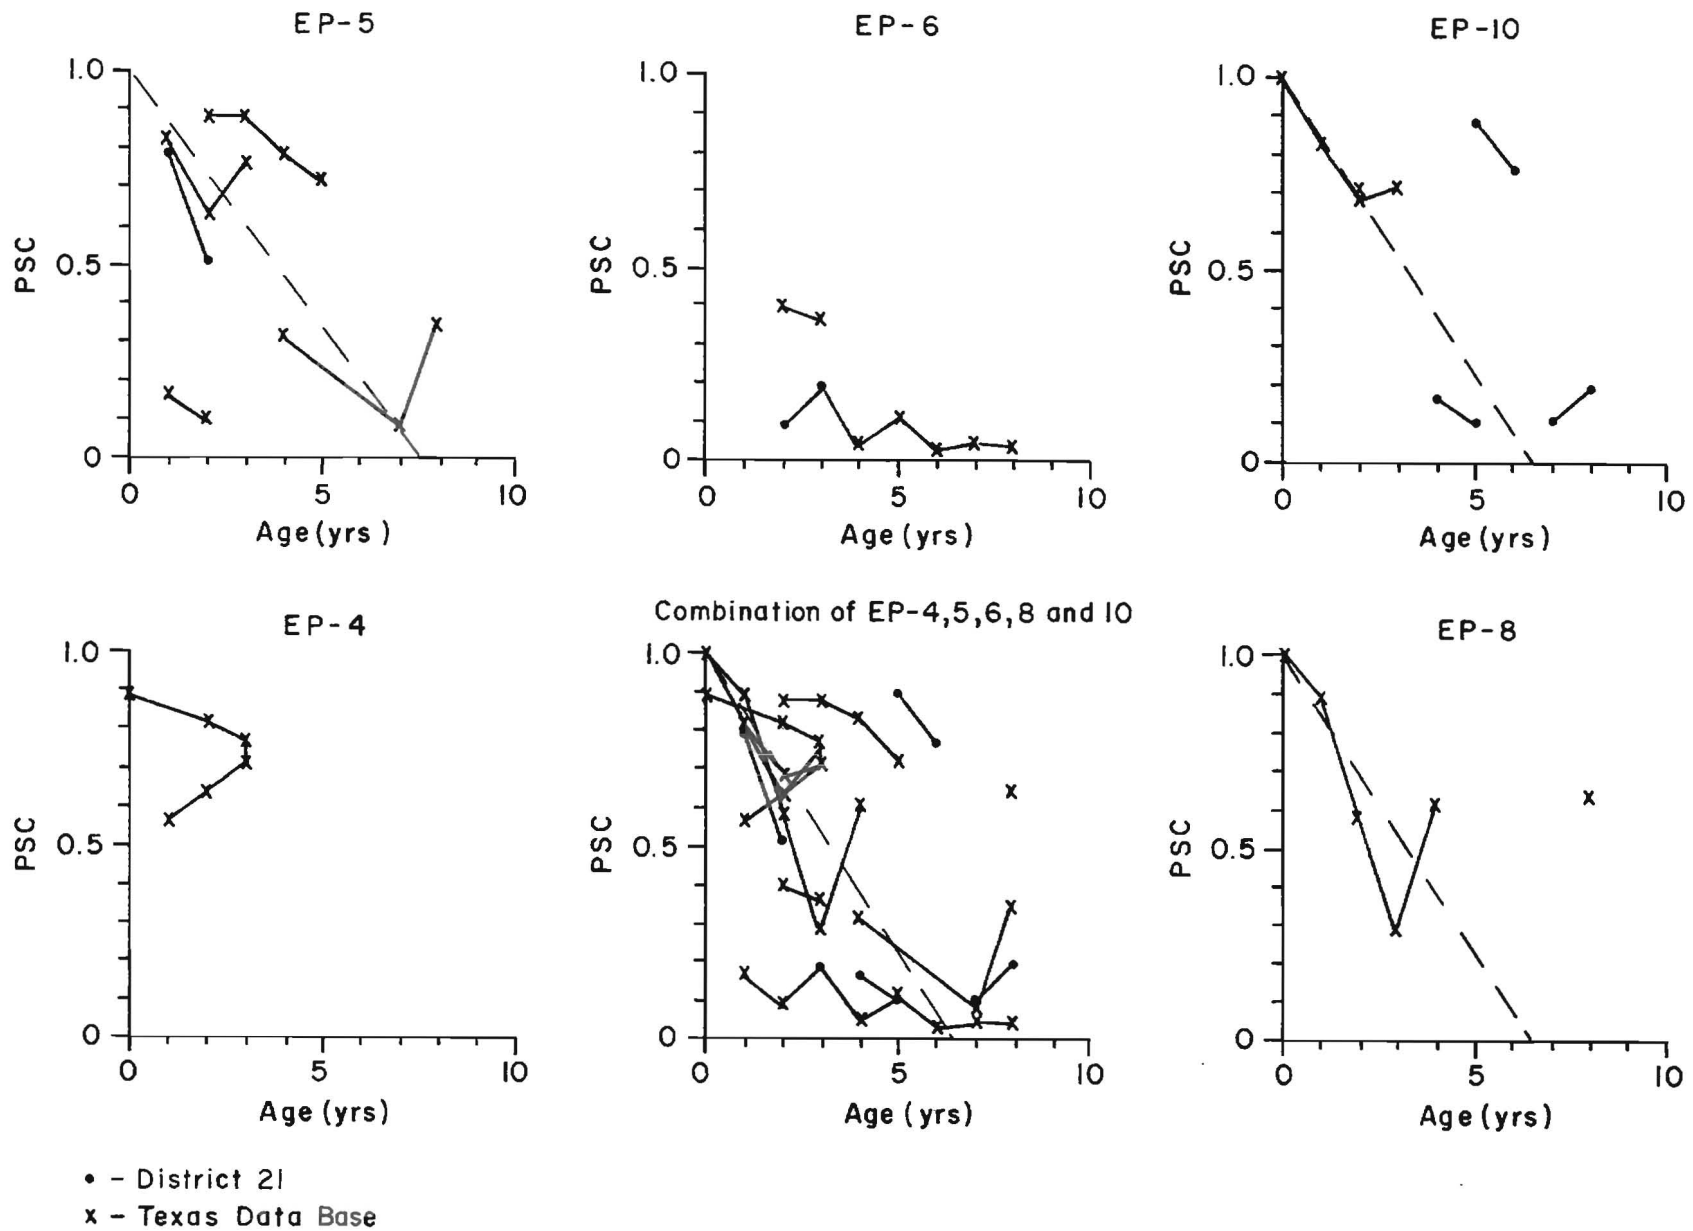 EP-5
1.0
0.5
0
PSC
0
5
10
Age (yrs)
EP-6
1.0
0.5
0
PSC
0
5
10
Age (yrs)
EP-10
1.0
0.5
0
PSC
0
5
10
Age (yrs)
EP-4
1.0
0.5
0
PSC
0
5
10
Age (yrs)
Combination of EP-4,5,6,8 and 10
1.0
0.5
0
PSC
0
5
10
Age (yrs)
EP-8
1.0
0.5
0
PSC
0
5
10
Age (yrs)
• - District 21
x - Texas Data Base